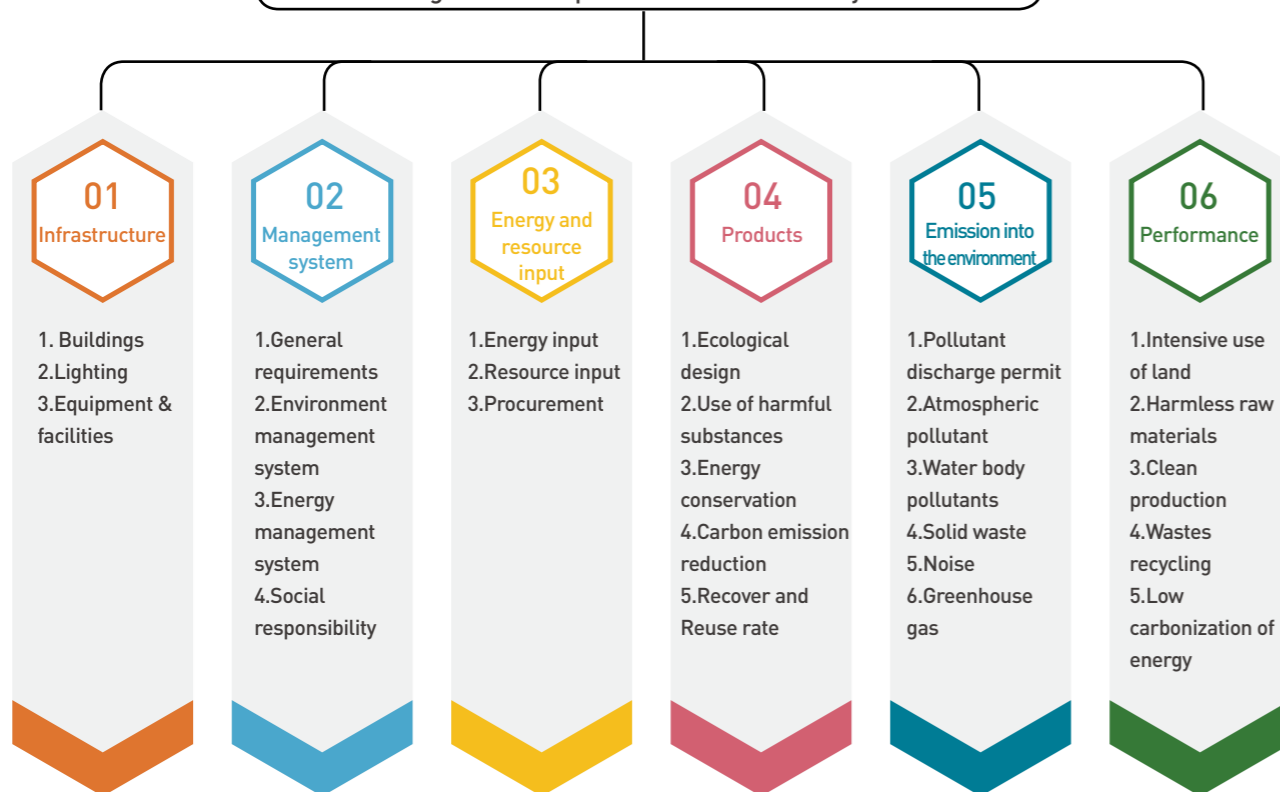 01
Infrastructure
1. Buildings
2.Lighting
3.Equipment &
facilities
02
Management
system
1.General
requirements
2.Environment
management
system
3.Energy
management
system
4.Social
responsibility
03
Energy and
resource
input
1.Energy input
2.Resource input
3.Procurement
04
Products
1.Ecological
design
2.Use of harmful
substances
3.Energy
conservation
4.Carbon emission
reduction
5.Recover and
Reuse rate
05
Emission into
the environment
1.Pollutant
discharge permit
2.Atmospheric
pollutant
3.Water body
pollutants
4.Solid waste
5.Noise
6.Greenhouse
gas
06
Performance
1.Intensive use
of land
2.Harmless raw
materials
3.Clean
production
4.Wastes
recycling
5.Low
carbonization of
energy